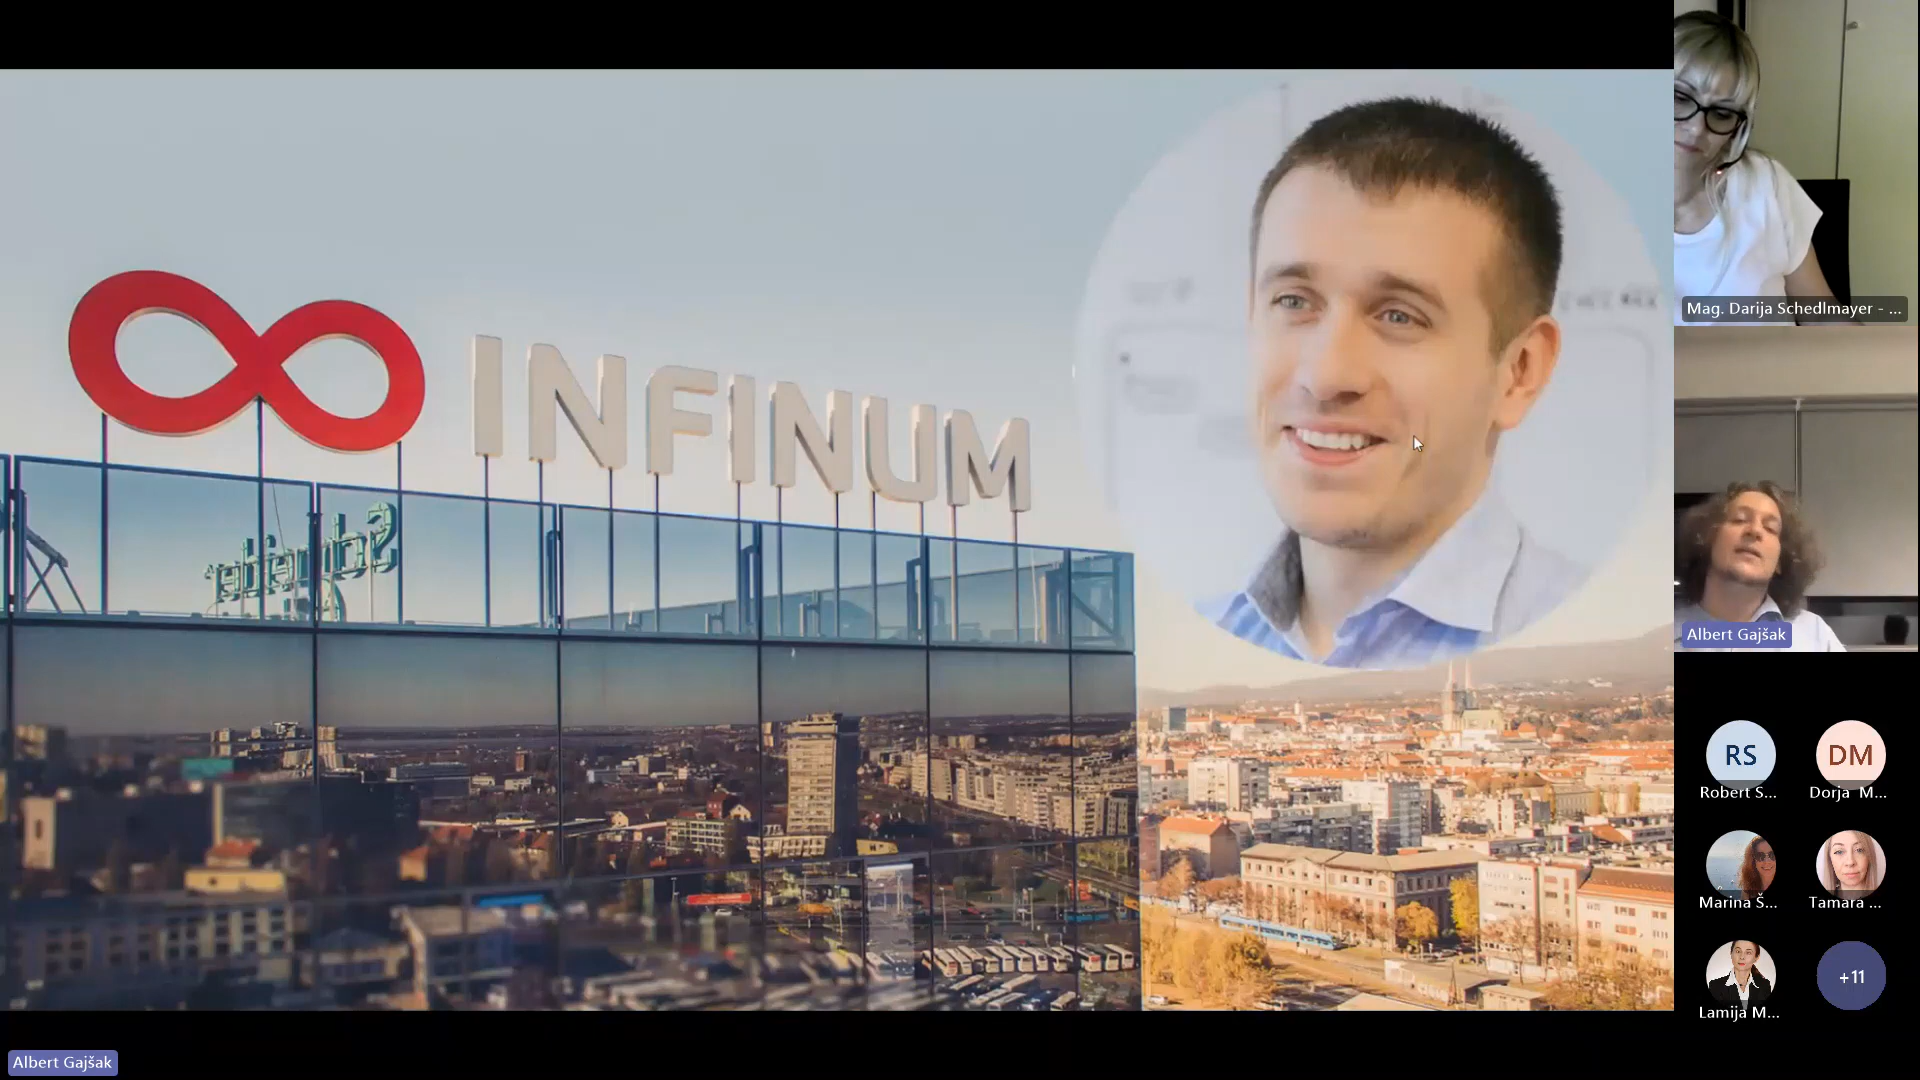 INFINUM
Mag. Darija Schedlmayer - ...
Albert Gajšak
RS
DM
Robert S...
Dorja M...
Marina Š...
Tamara ...
+11
Lamija M...
Albert Gajšak